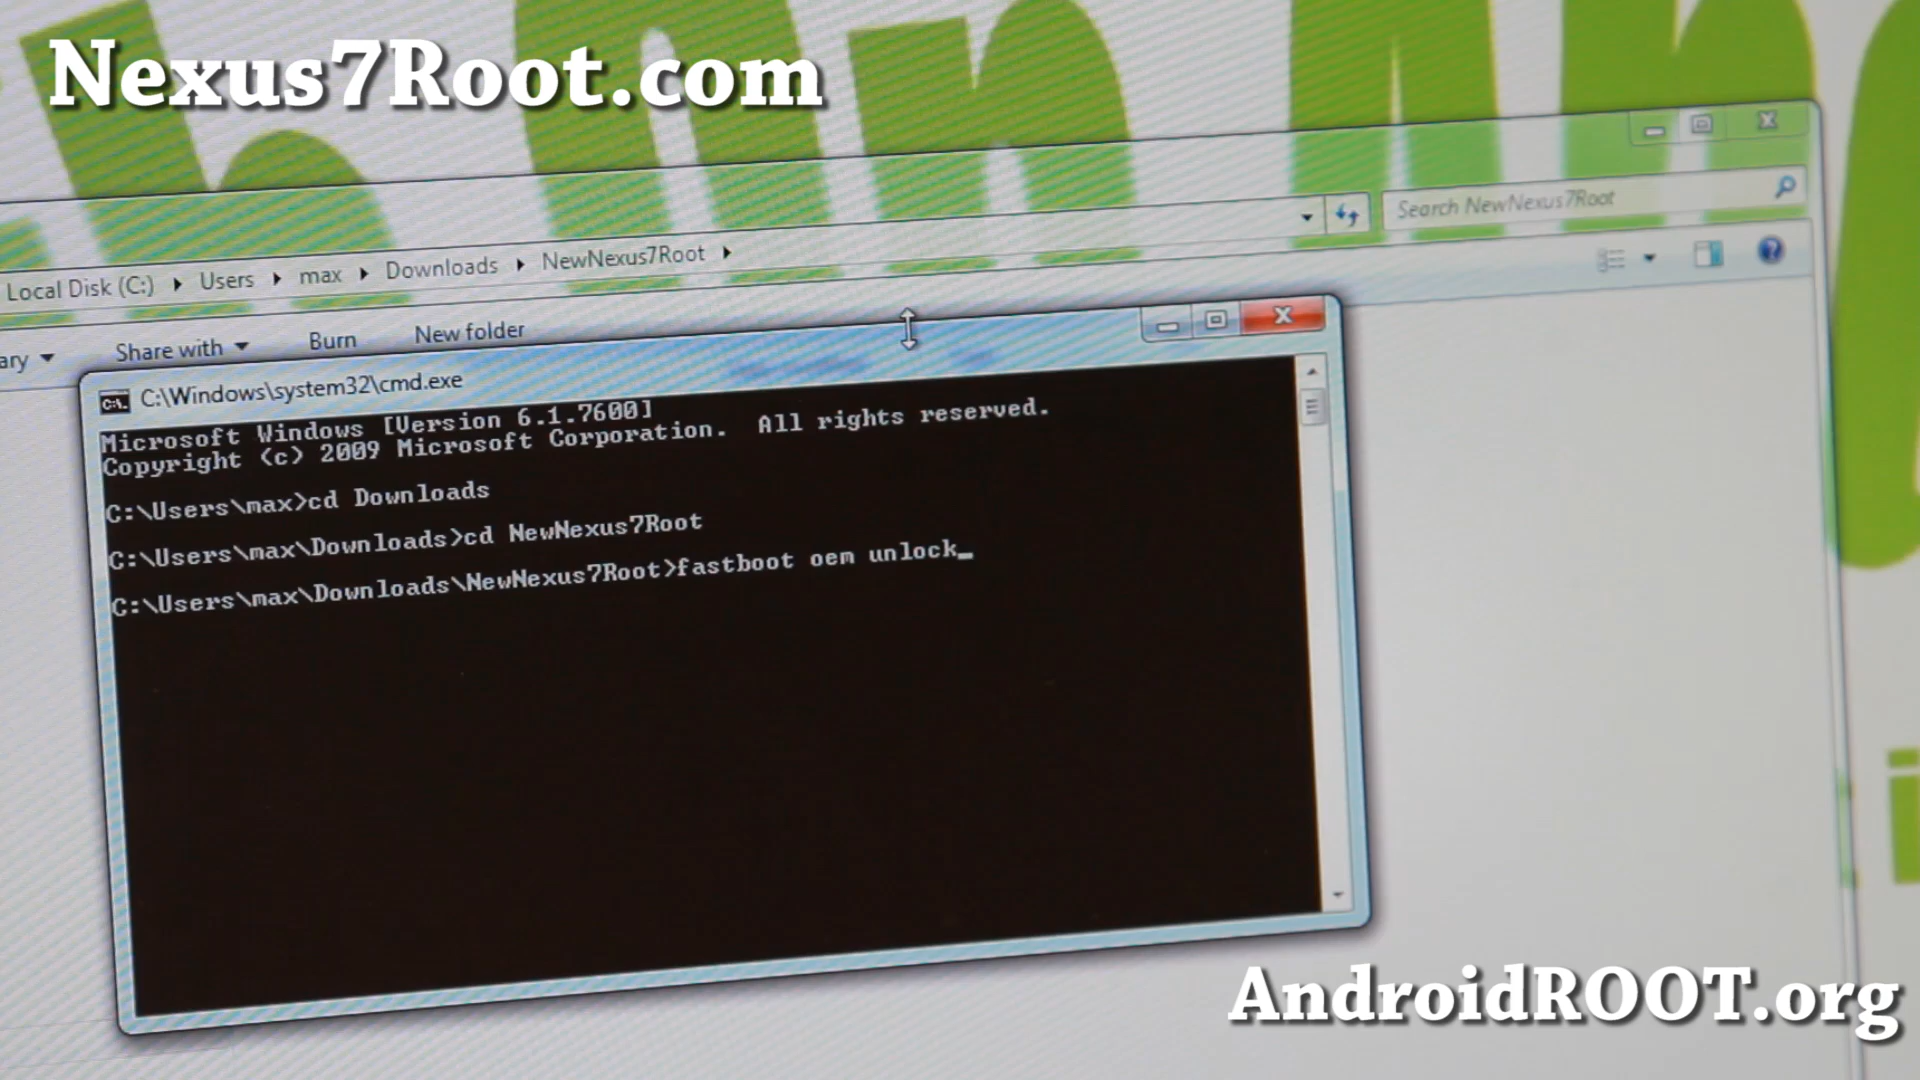 Nexus7Root.com
Search NewNexus7Root
Local Disk (C:) Users max Downloads NewNexus7Root
ary Share with Burn New folder
C:\Windows\system32\cmd.exe
Microsoft Windows [Version 6.1.7600]
Copyright (c) 2009 Microsoft Corporation. All rights reserved.
C:\Users\max>cd Downloads
C:\Users\max\Downloads>cd NewNexus7Root
C:\Users\max\Downloads\NewNexus7Root>fastboot oem unlock_
AndroidROOT.org